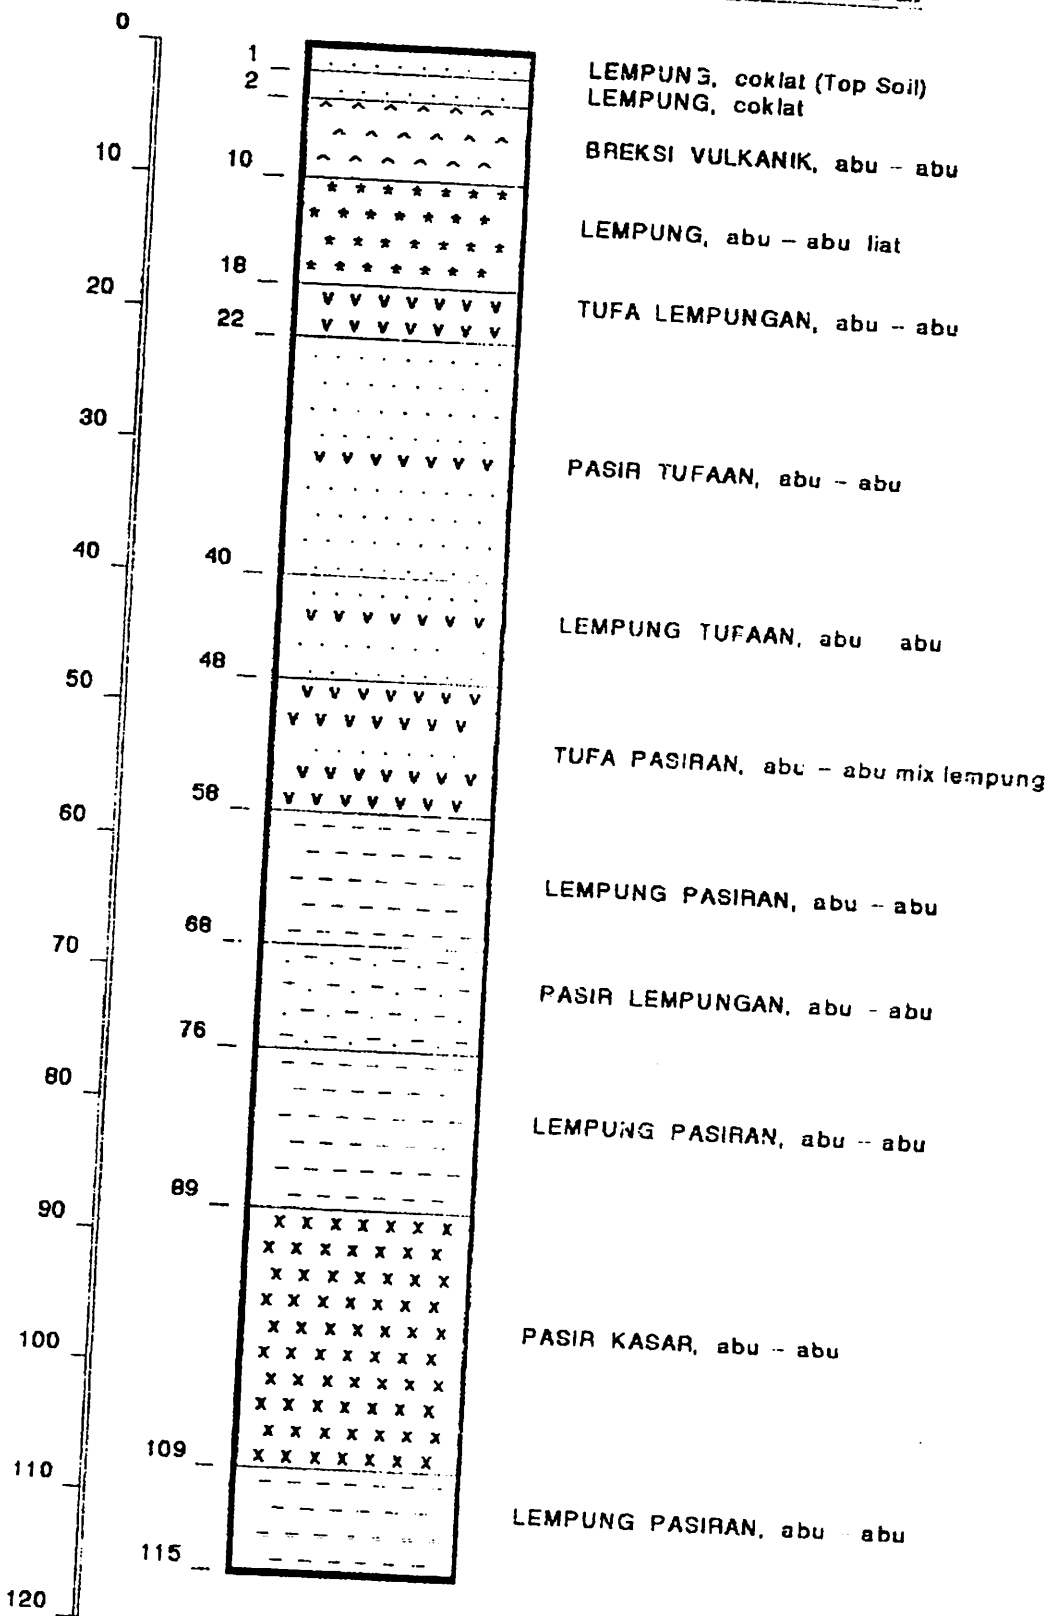 0
1
LEMPUNG, coklat (Top Soil)
2
LEMPUNG, coklat
10
10
BREKSI VULKANIK, abu - abu
LEMPUNG, abu - abu liat
18
20
TUFA LEMPUNGAN, abu - abu
22
30
PASIR TUFAAN, abu - abu
40
40
LEMPUNG TUFAAN, abu abu
48
50
TUFA PASIRAN, abu - abu mix lempung
58
60
LEMPUNG PASIRAN, abu - abu
68
70
PASIR LEMPUNGAN, abu - abu
76
80
LEMPUNG PASIRAN, abu - abu
89
90
PASIR KASAR, abu - abu
100
109
110
LEMPUNG PASIRAN, abu abu
115
120